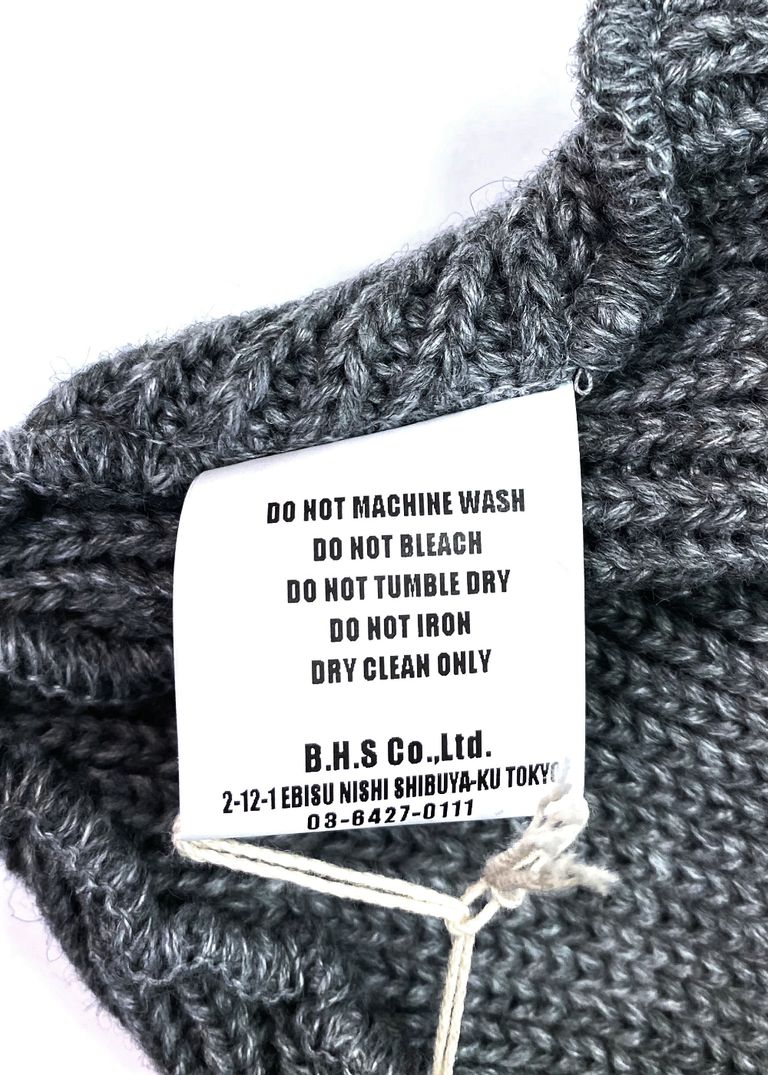 DO NOT MACHINE WASH
DO NOT BLEACH
DO NOT TUMBLE DRY
DO NOT IRON
DRY CLEAN ONLY
B.H.S Co.,Ltd.
2-12-1 EBISU NISHI SHIBUYA-KU TOKYO
03-6427-0111